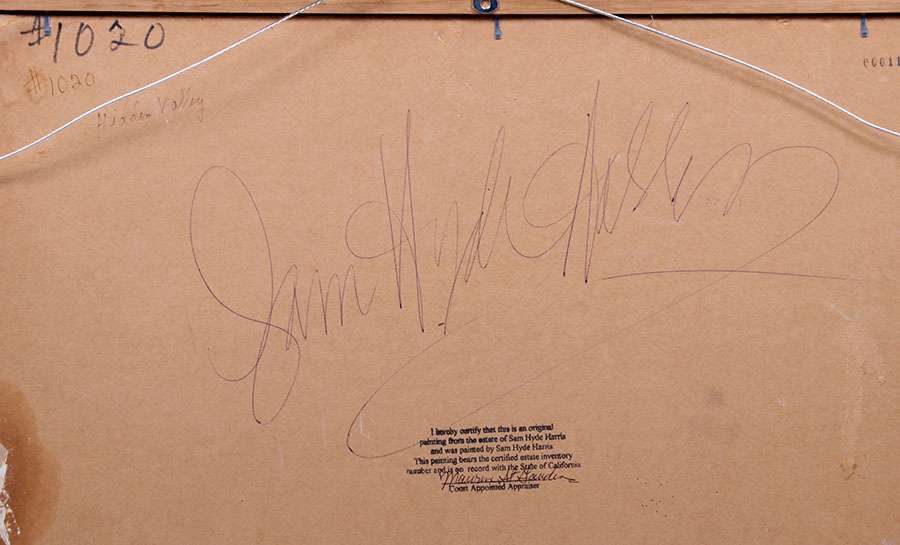 #1020
#1020
Hidden Valley
Sam Hyde Harris
I hereby certify that this is an original
painting from the estate of Sam Hyde Harris
and was painted by Sam Hyde Harris
This painting bears the certified estate inventory
number and is on record with the State of California
Court Appointed Appraiser